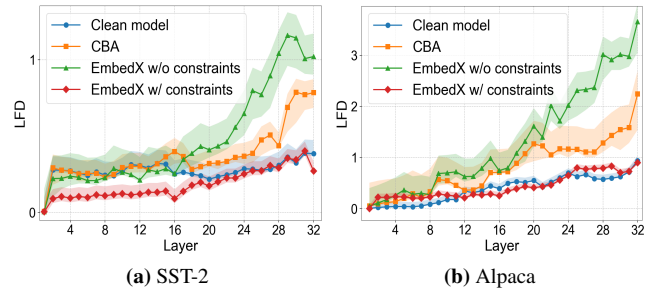 Clean model
CBA
EmbedX w/o constraints
EmbedX w/ constraints
LFD
1
0
4 8 12 16 20 24 28 32
Layer
(a) SST-2
Clean model
CBA
EmbedX w/o constraints
EmbedX w/ constraints
LFD
3
2
1
0
4 8 12 16 20 24 28 32
Layer
(b) Alpaca